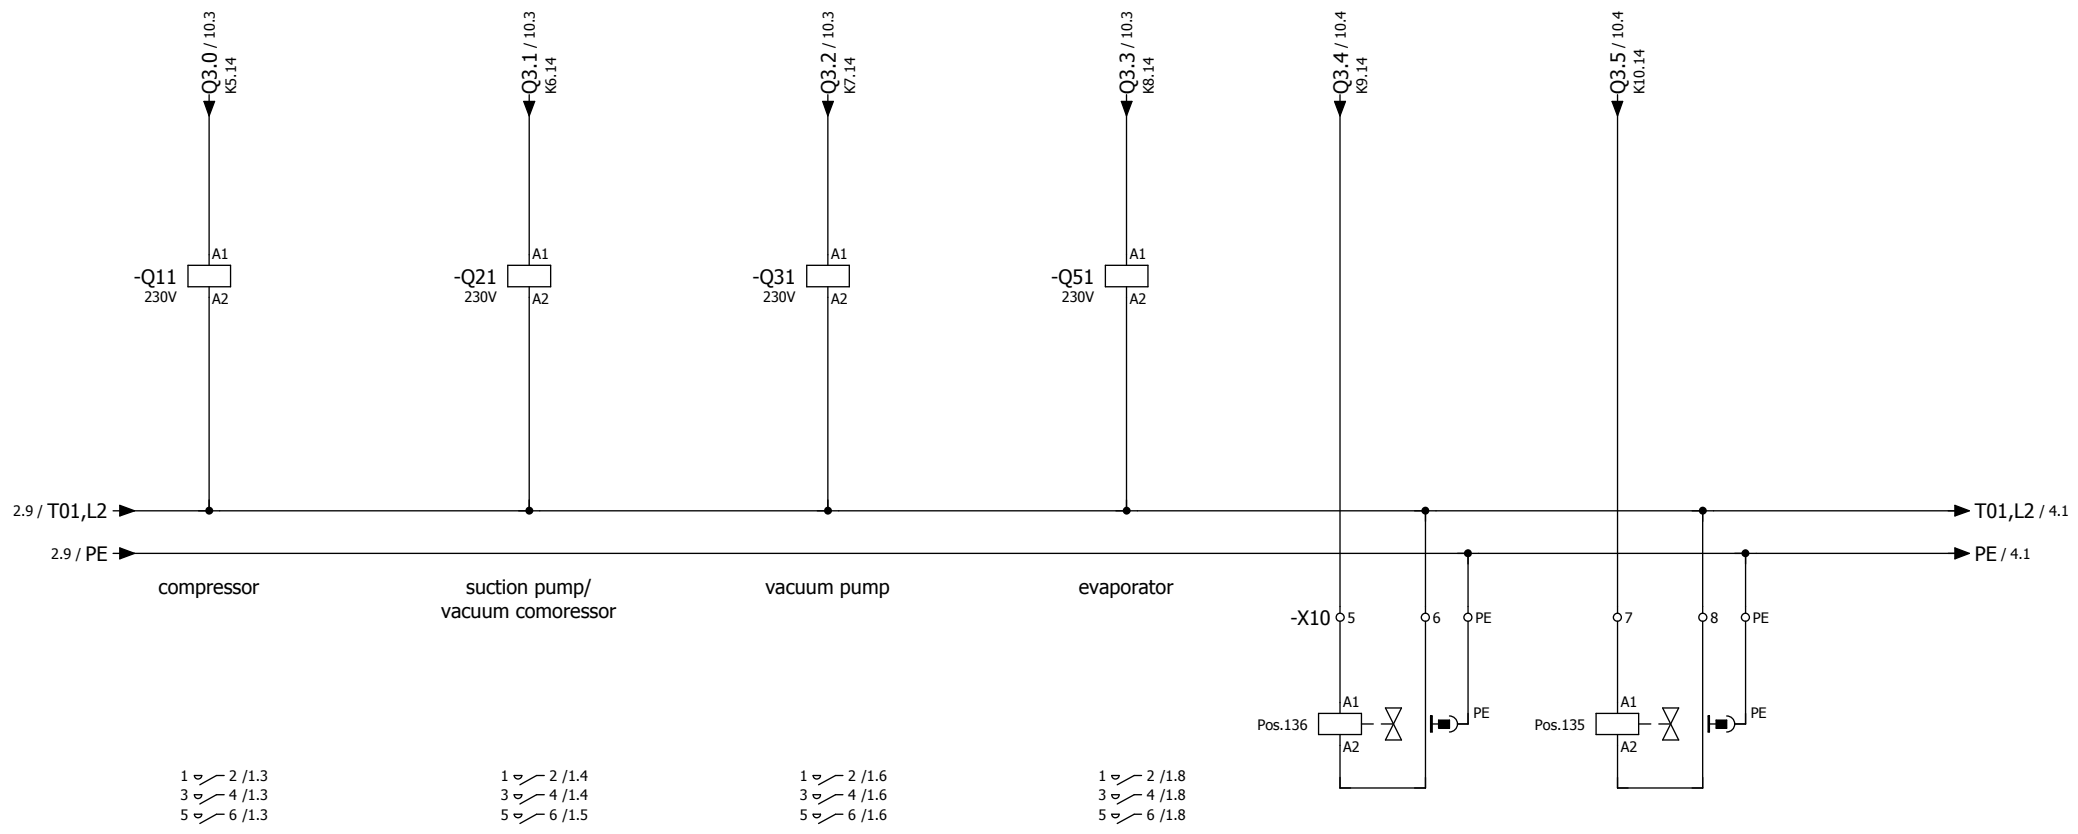 Q3.0 / 10.3
K5.14
Q3.1 / 10.3
K6.14
Q3.2 / 10.3
K7.14
Q3.3 / 10.3
K8.14
Q3.4 / 10.4
K9.14
Q3.5 / 10.4
K10.14
-Q11
230V
A1
A2
-Q21
230V
A1
A2
-Q31
230V
A1
A2
-Q51
230V
A1
A2
2.9 / T01,L2
T01,L2 / 4.1
2.9 / PE
PE / 4.1
compressor
suction pump/
vacuum comoressor
vacuum pump
evaporator
-X10 5 6 PE 7 8 PE
Pos.136
A1
A2
PE
Pos.135
A1
A2
PE
1 2 /1.3
3 4 /1.3
5 6 /1.3
1 2 /1.4
3 4 /1.4
5 6 /1.5
1 2 /1.6
3 4 /1.6
5 6 /1.6
1 2 /1.8
3 4 /1.8
5 6 /1.8